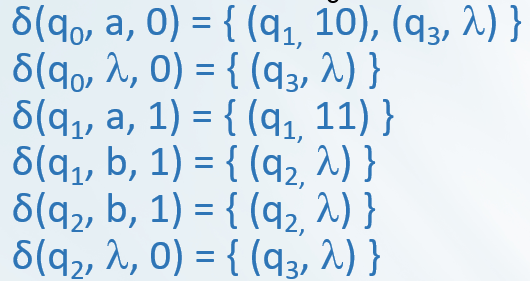 δ(q₀, a, 0) = { (q₁, 10), (q₃, λ) }
δ(q₀, λ, 0) = { (q₃, λ) }
δ(q₁, a, 1) = { (q₁, 11) }
δ(q₁, b, 1) = { (q₂, λ) }
δ(q₂, b, 1) = { (q₂, λ) }
δ(q₂, λ, 0) = { (q₃, λ) }